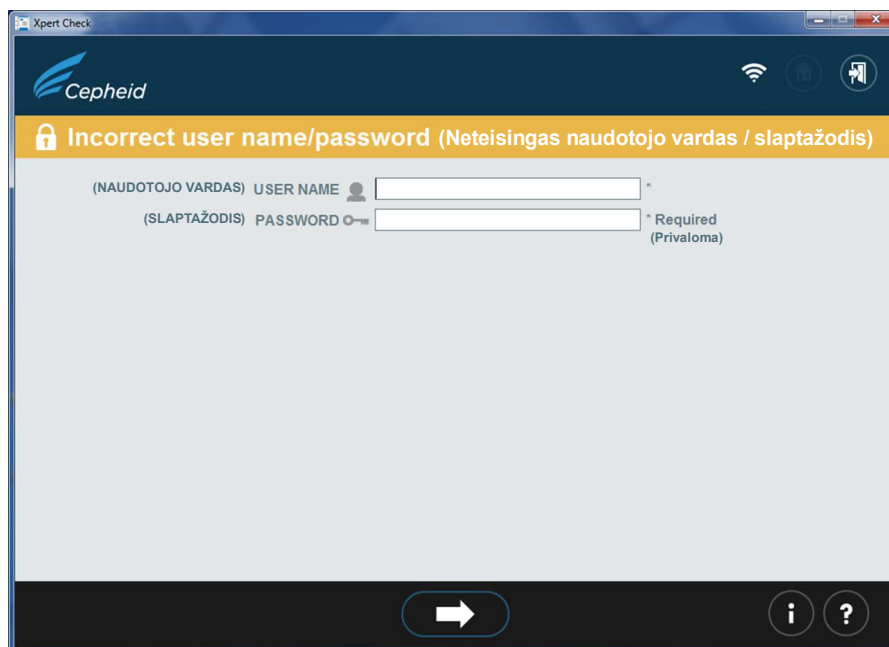 Xpert Check
Cepheid
Incorrect user name/password (Neteisingas naudotojo vardas / slaptažodis)
(NAUDOTOJO VARDAS) USER NAME *
(SLAPTAŽODIS) PASSWORD * Required
(Privaloma)
i ?